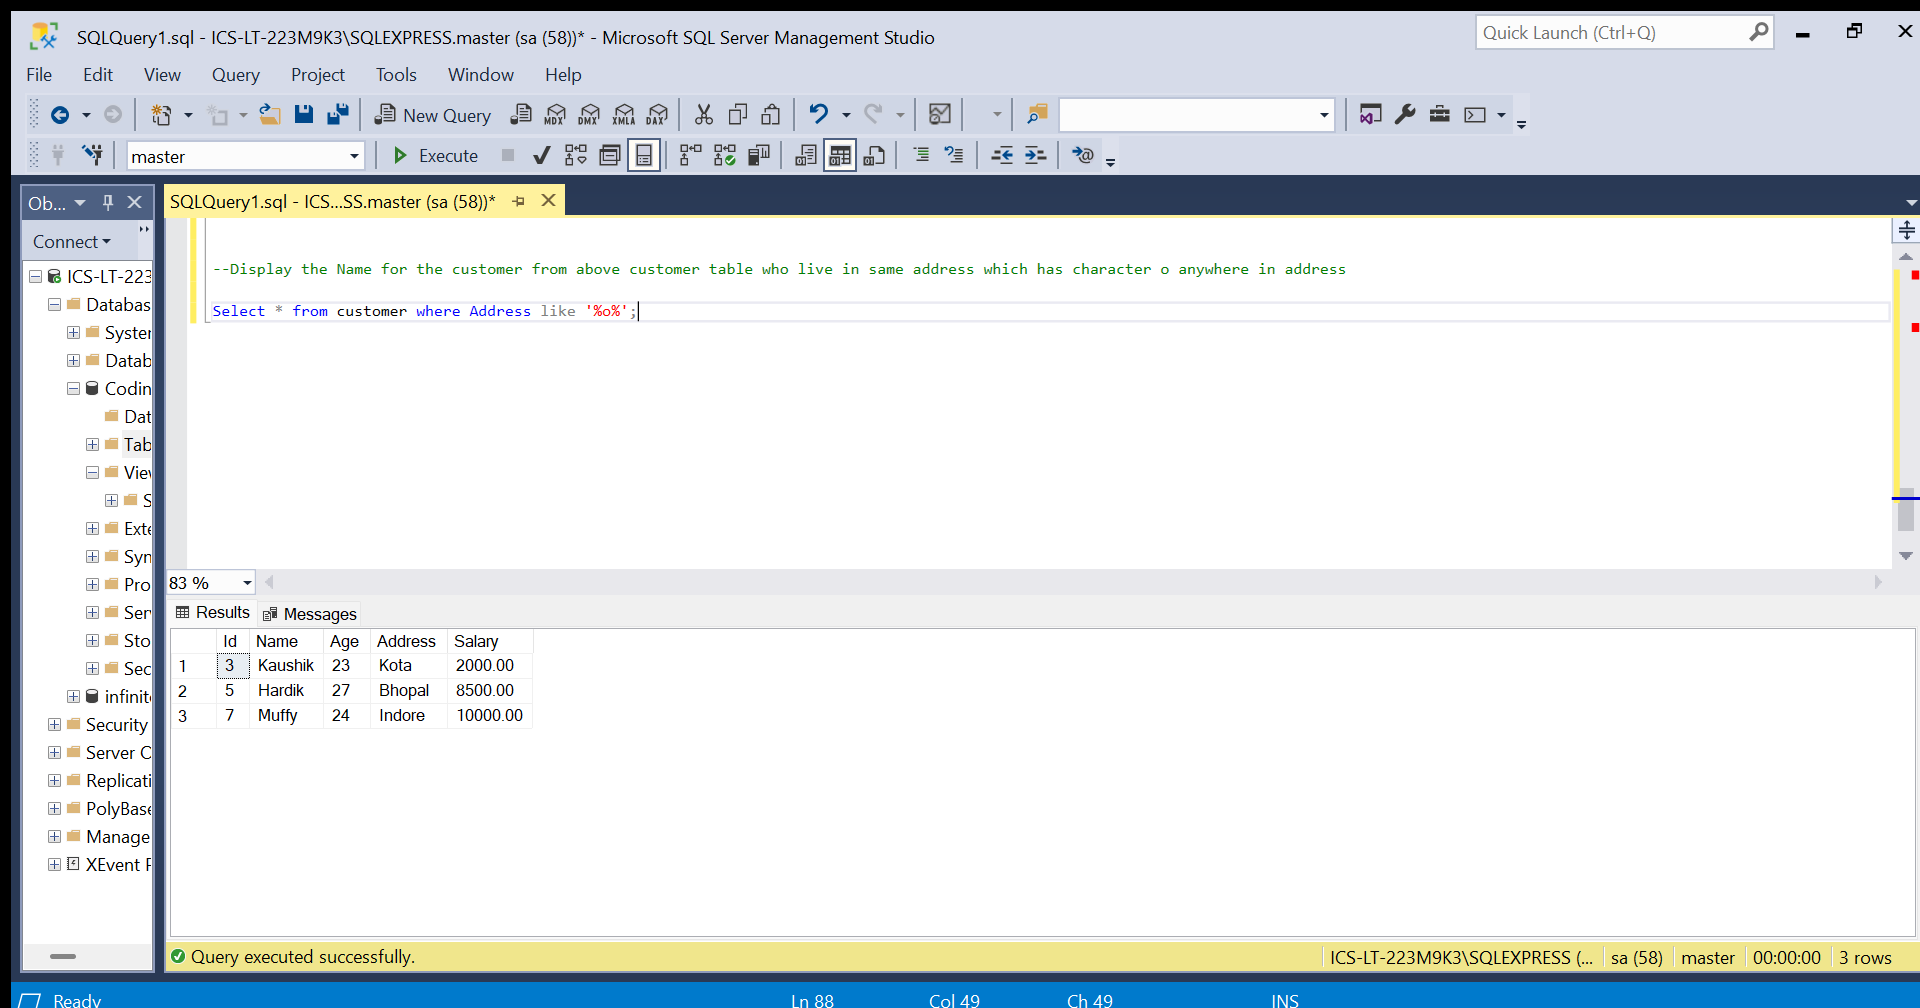 SQLQuery1.sql - ICS-LT-223M9K3\SQLEXPRESS.master (sa (58))* - Microsoft SQL Server Management Studio
Quick Launch (Ctrl+Q)
File Edit View Query Project Tools Window Help
New Query MDX DMX XMLA DAX
master Execute
Ob... SQLQuery1.sql - ICS...SS.master (sa (58))*
Connect
ICS-LT-223
Databas
System
Datab
Codin
Dat
Tab
View
S
Exte
Syn
Pro
Ser
Sto
Sec
infinit
Security
Server O
Replicati
PolyBase
Manage
XEvent P
--Display the Name for the customer from above customer table who live in same address which has character o anywhere in address
Select * from customer where Address like '%o%';
83 %
Results Messages
Id Name Age Address Salary
1 3 Kaushik 23 Kota 2000.00
2 5 Hardik 27 Bhopal 8500.00
3 7 Muffy 24 Indore 10000.00
Query executed successfully. ICS-LT-223M9K3\SQLEXPRESS (... sa (58) master 00:00:00 3 rows
Ready Ln 88 Col 49 Ch 49 INS